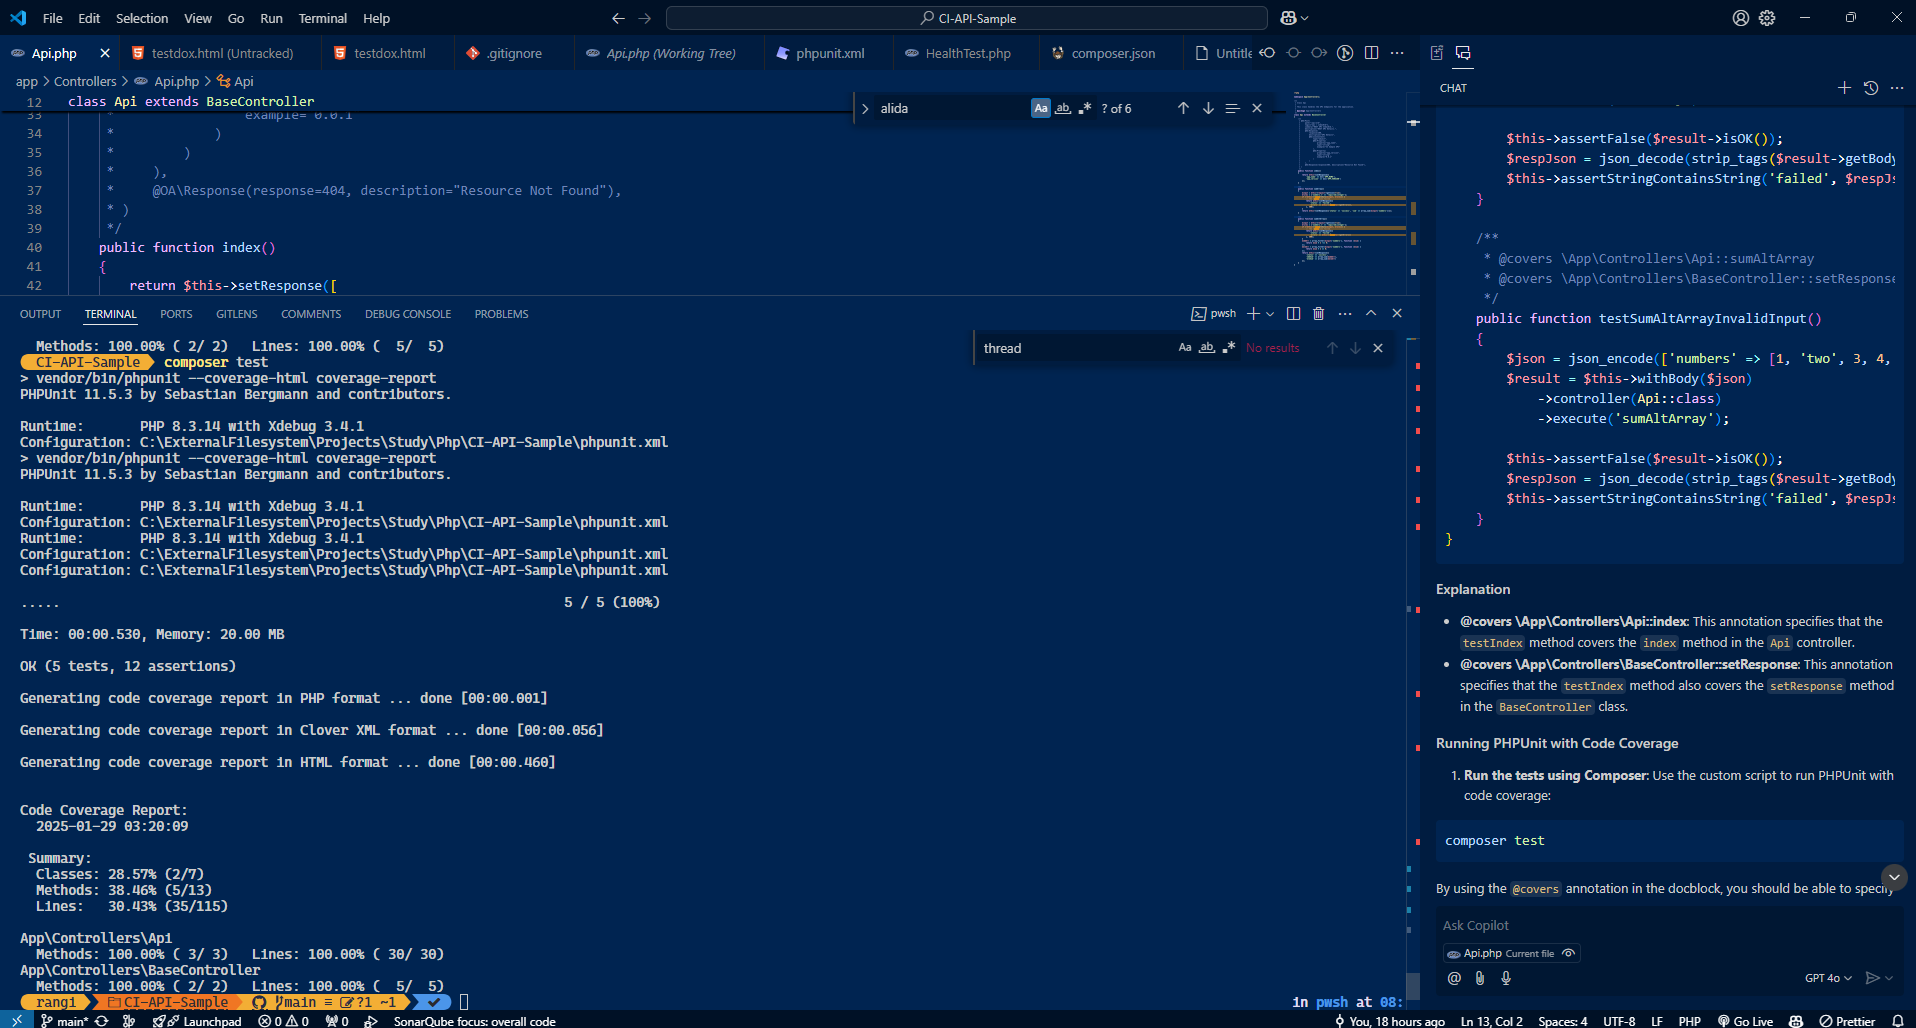 File Edit Selection View Go Run Terminal Help
CI-API-Sample
Api.php
testdox.html (Untracked)
testdox.html
.gitignore
Api.php (Working Tree)
phpunit.xml
HealthTest.php
composer.json
Untitle
app > Controllers > Api.php > Api
12 class Api extends BaseController
alida
Aa ab .*
? of 6
33 * example= 0.0.1
34 * )
35 * )
36 * ),
37 * @OA\Response(response=404, description="Resource Not Found"),
38 * )
39 */
40 public function index()
41 {
42 return $this->setResponse([
OUTPUT TERMINAL PORTS GITLENS COMMENTS DEBUG CONSOLE PROBLEMS
pwsh
thread
Aa ab .*
No results
Methods: 100.00% ( 2/ 2) Lines: 100.00% ( 5/ 5)
CI-API-Sample composer test
> vendor/bin/phpunit --coverage-html coverage-report
PHPUnit 11.5.3 by Sebastian Bergmann and contributors.
Runtime: PHP 8.3.14 with Xdebug 3.4.1
Configuration: C:\ExternalFilesystem\Projects\Study\Php\CI-API-Sample\phpunit.xml
> vendor/bin/phpunit --coverage-html coverage-report
PHPUnit 11.5.3 by Sebastian Bergmann and contributors.
Runtime: PHP 8.3.14 with Xdebug 3.4.1
Configuration: C:\ExternalFilesystem\Projects\Study\Php\CI-API-Sample\phpunit.xml
Runtime: PHP 8.3.14 with Xdebug 3.4.1
Configuration: C:\ExternalFilesystem\Projects\Study\Php\CI-API-Sample\phpunit.xml
Configuration: C:\ExternalFilesystem\Projects\Study\Php\CI-API-Sample\phpunit.xml
..... 5 / 5 (100%)
Time: 00:00.530, Memory: 20.00 MB
OK (5 tests, 12 assertions)
Generating code coverage report in PHP format ... done [00:00.001]
Generating code coverage report in Clover XML format ... done [00:00.056]
Generating code coverage report in HTML format ... done [00:00.460]
Code Coverage Report:
2025-01-29 03:20:09
Summary:
Classes: 28.57% (2/7)
Methods: 38.46% (5/13)
Lines: 30.43% (35/115)
App\Controllers\Api
Methods: 100.00% ( 3/ 3) Lines: 100.00% ( 30/ 30)
App\Controllers\BaseController
Methods: 100.00% ( 2/ 2) Lines: 100.00% ( 5/ 5)
rangi CI-API-Sample main ≡ ?1 ~1
in pwsh at 08:
CHAT
$this->assertFalse($result->isOK());
$respJson = json_decode(strip_tags($result->getBody
$this->assertStringContainsString('failed', $respJs
}
/**
* @covers \App\Controllers\Api::sumAltArray
* @covers \App\Controllers\BaseController::setResponse
*/
public function testSumAltArrayInvalidInput()
{
$json = json_encode(['numbers' => [1, 'two', 3, 4,
$result = $this->withBody($json)
->controller(Api::class)
->execute('sumAltArray');
$this->assertFalse($result->isOK());
$respJson = json_decode(strip_tags($result->getBody
$this->assertStringContainsString('failed', $respJs
}
}
Explanation
• @covers \App\Controllers\Api::index: This annotation specifies that the
testIndex method covers the index method in the Api controller.
• @covers \App\Controllers\BaseController::setResponse: This annotation
specifies that the testIndex method also covers the setResponse method
in the BaseController class.
Running PHPUnit with Code Coverage
1. Run the tests using Composer: Use the custom script to run PHPUnit with
code coverage:
composer test
By using the @covers annotation in the docblock, you should be able to specify
Ask Copilot
Api.php Current file
@
GPT 4o
main* Launchpad 0 0 0 SonarQube focus: overall code
You, 18 hours ago Ln 13, Col 2 Spaces: 4 UTF-8 LF PHP Go Live Prettier